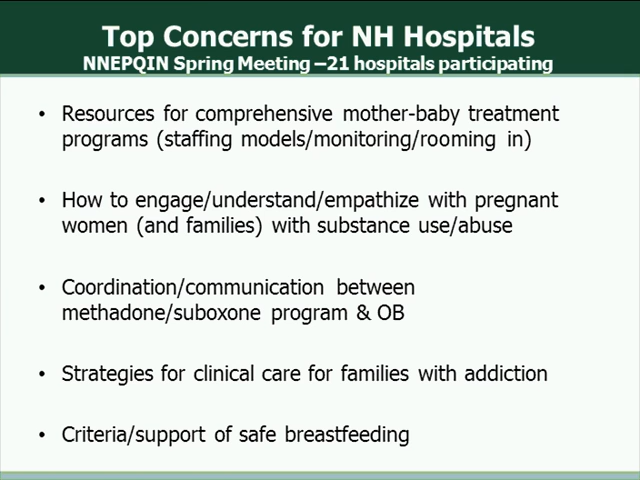 Top Concerns for NH Hospitals
NNEPQIN Spring Meeting –21 hospitals participating
• Resources for comprehensive mother-baby treatment
programs (staffing models/monitoring/rooming in)
• How to engage/understand/empathize with pregnant
women (and families) with substance use/abuse
• Coordination/communication between
methadone/suboxone program & OB
• Strategies for clinical care for families with addiction
• Criteria/support of safe breastfeeding